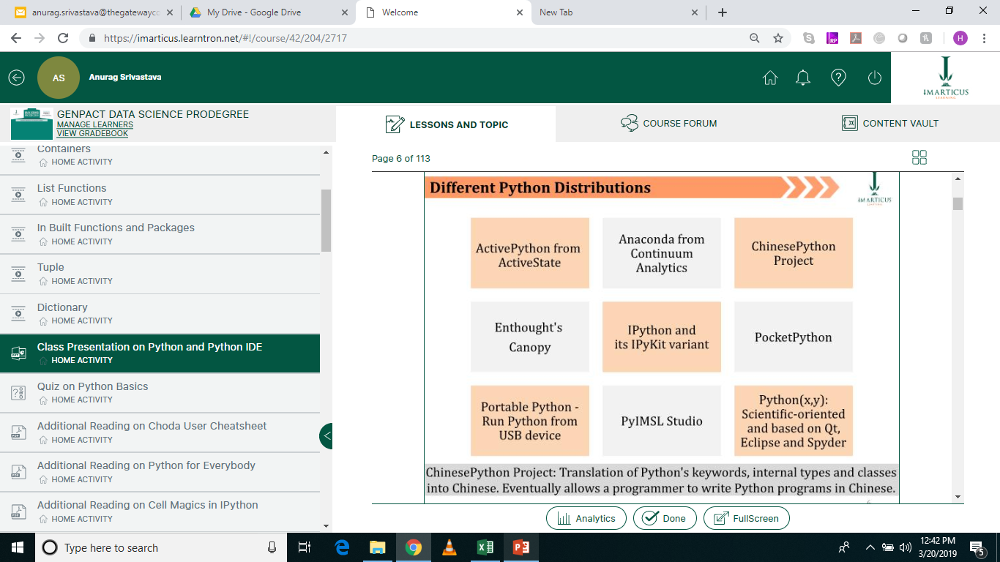 anurag.srivastava@thegatewayco
My Drive - Google Drive
Welcome
New Tab
https://imarticus.learntron.net/#!/course/42/204/2717
H
AS
Anurag Srivastava
IMARTICUS
LEARNING
GENPACT DATA SCIENCE PRODEGREE
MANAGE LEARNERS
VIEW GRADEBOOK
LESSONS AND TOPIC
COURSE FORUM
CONTENT VAULT
Containers
HOME ACTIVITY
List Functions
HOME ACTIVITY
In Built Functions and Packages
HOME ACTIVITY
Tuple
HOME ACTIVITY
Dictionary
HOME ACTIVITY
Class Presentation on Python and Python IDE
HOME ACTIVITY
Quiz on Python Basics
HOME ACTIVITY
Additional Reading on Choda User Cheatsheet
HOME ACTIVITY
Additional Reading on Python for Everybody
HOME ACTIVITY
Additional Reading on Cell Magics in IPython
HOME ACTIVITY
Page 6 of 113
Different Python Distributions
IMARTICUS
ActivePython from
ActiveState
Anaconda from
Continuum
Analytics
ChinesePython
Project
Enthought's
Canopy
IPython and
its IPyKit variant
PocketPython
Portable Python -
Run Python from
USB device
PyIMSL Studio
Python(x,y):
Scientific-oriented
and based on Qt,
Eclipse and Spyder
ChinesePython Project: Translation of Python's keywords, internal types and classes
into Chinese. Eventually allows a programmer to write Python programs in Chinese.
Analytics
Done
FullScreen
Type here to search
12:42 PM
3/20/2019
5